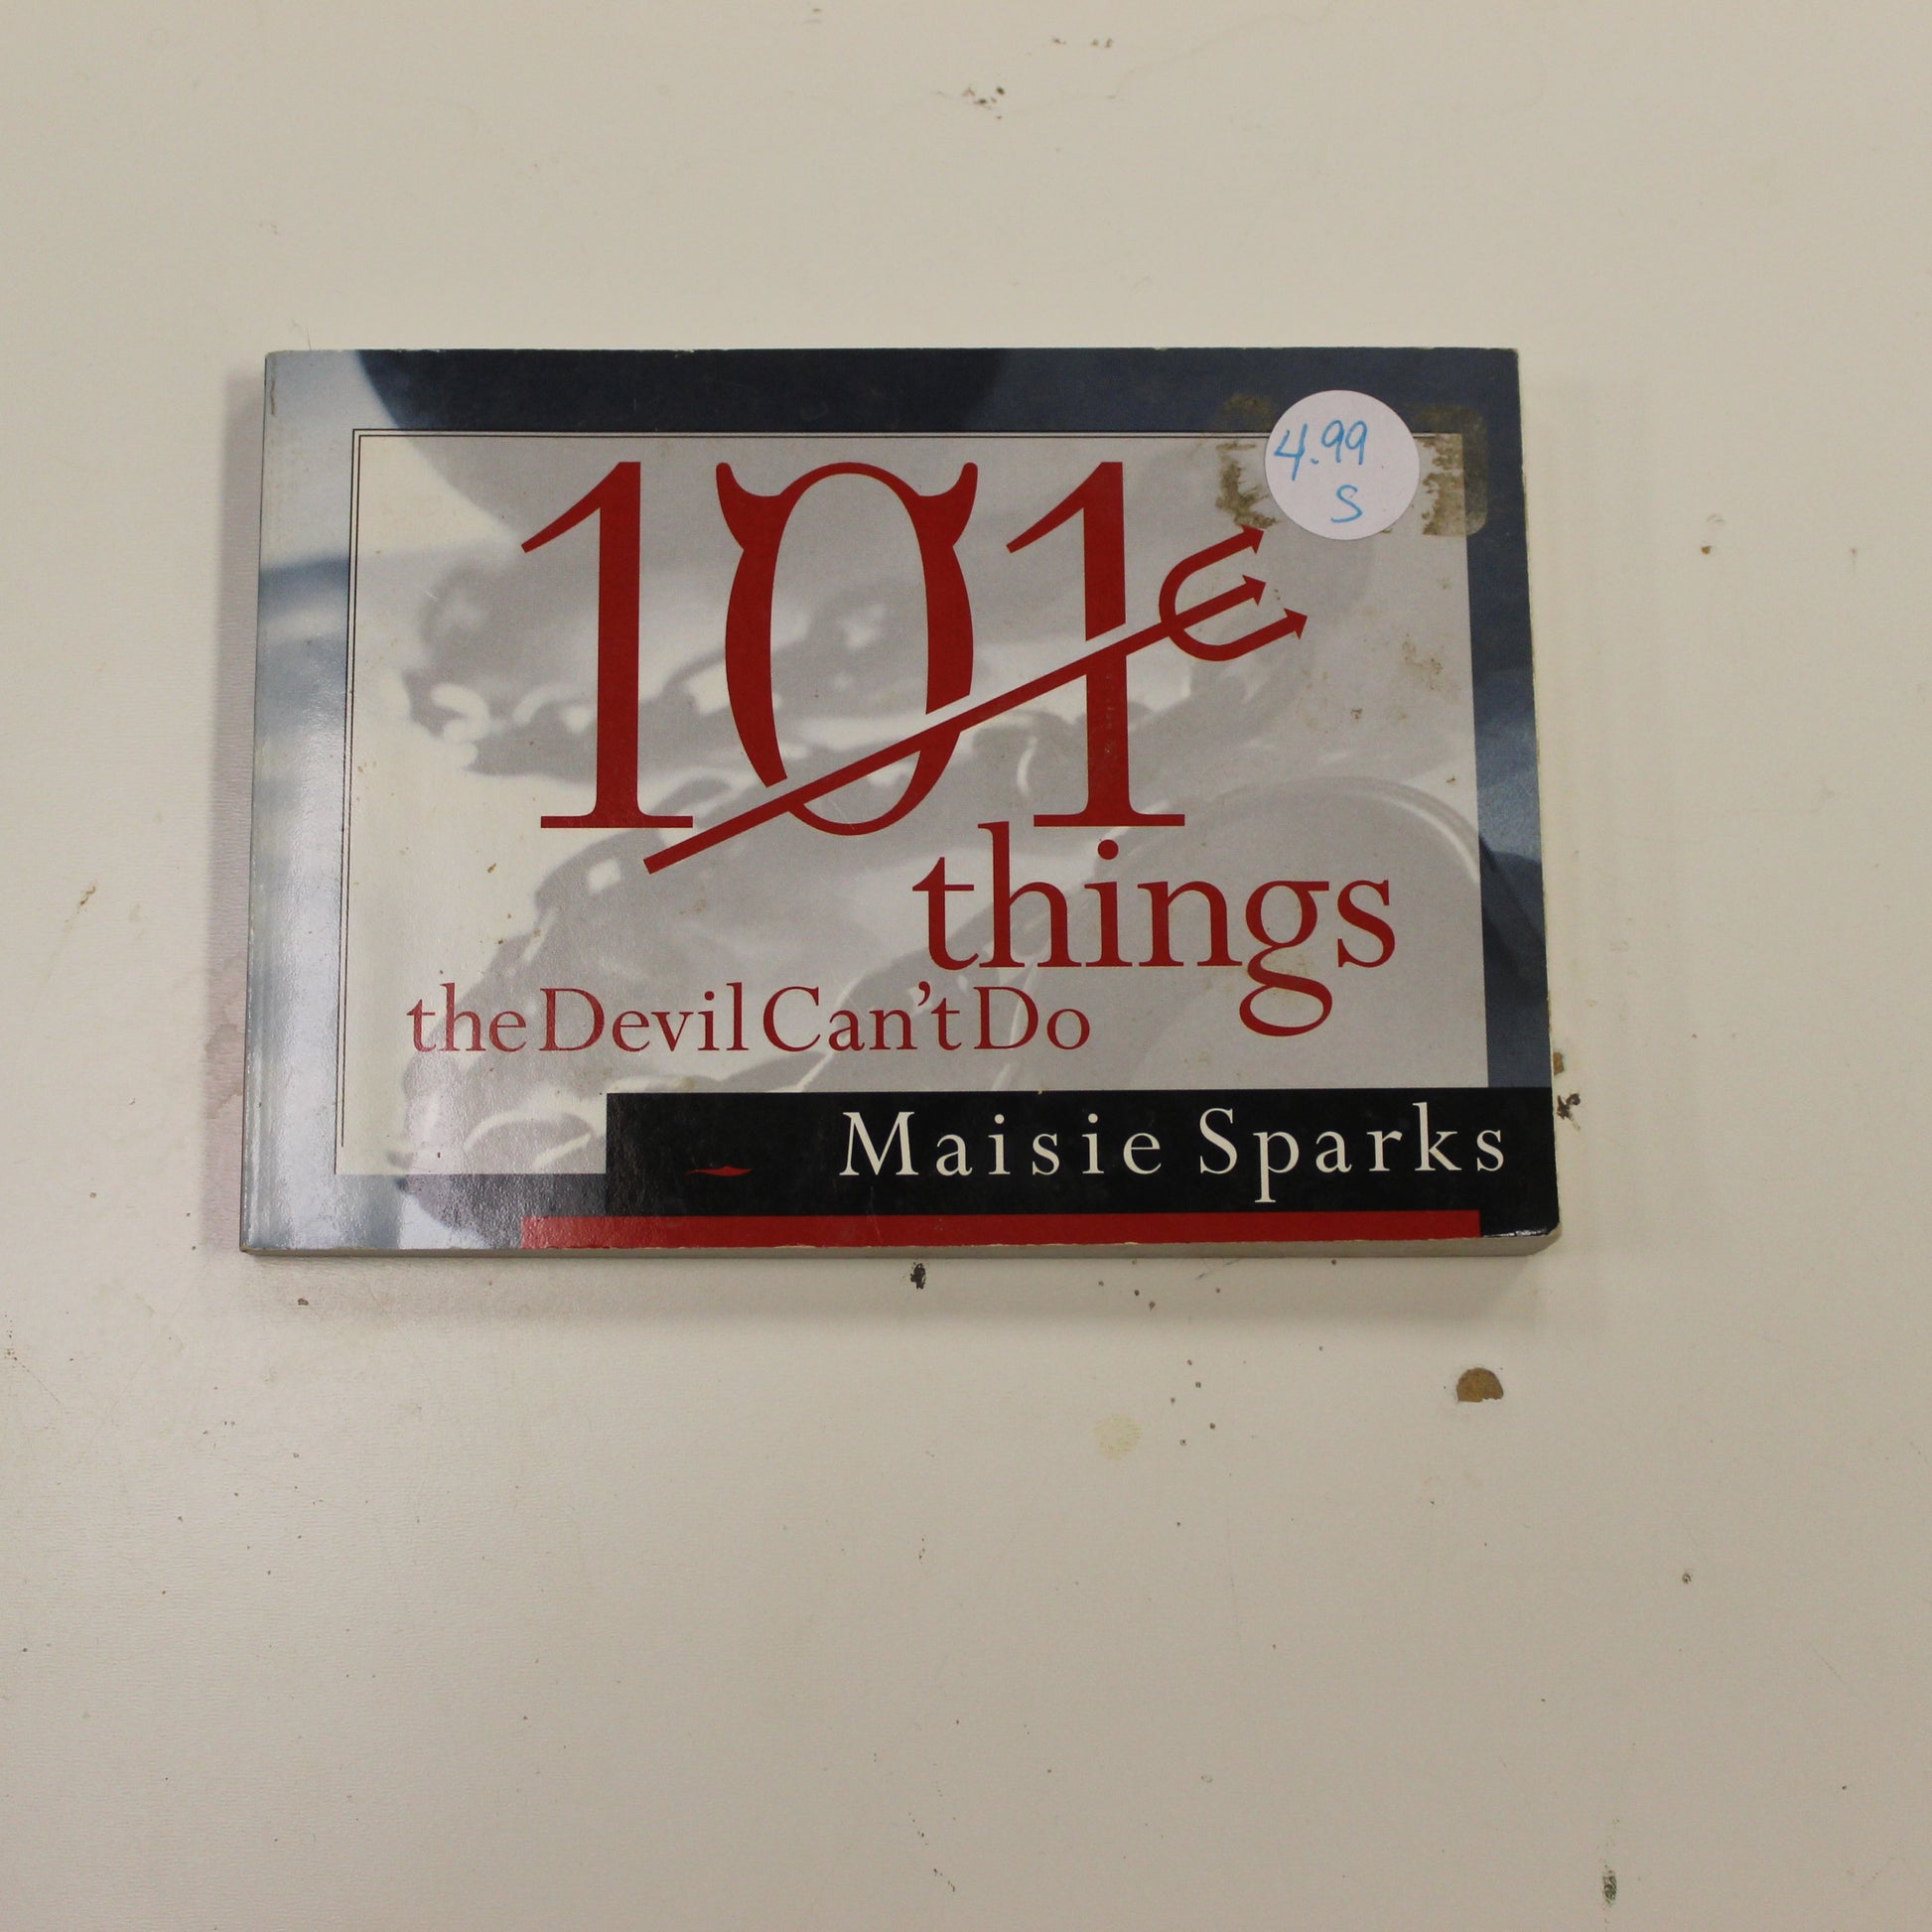 4.99
S
101
things
the Devil Can't Do
Maisie Sparks